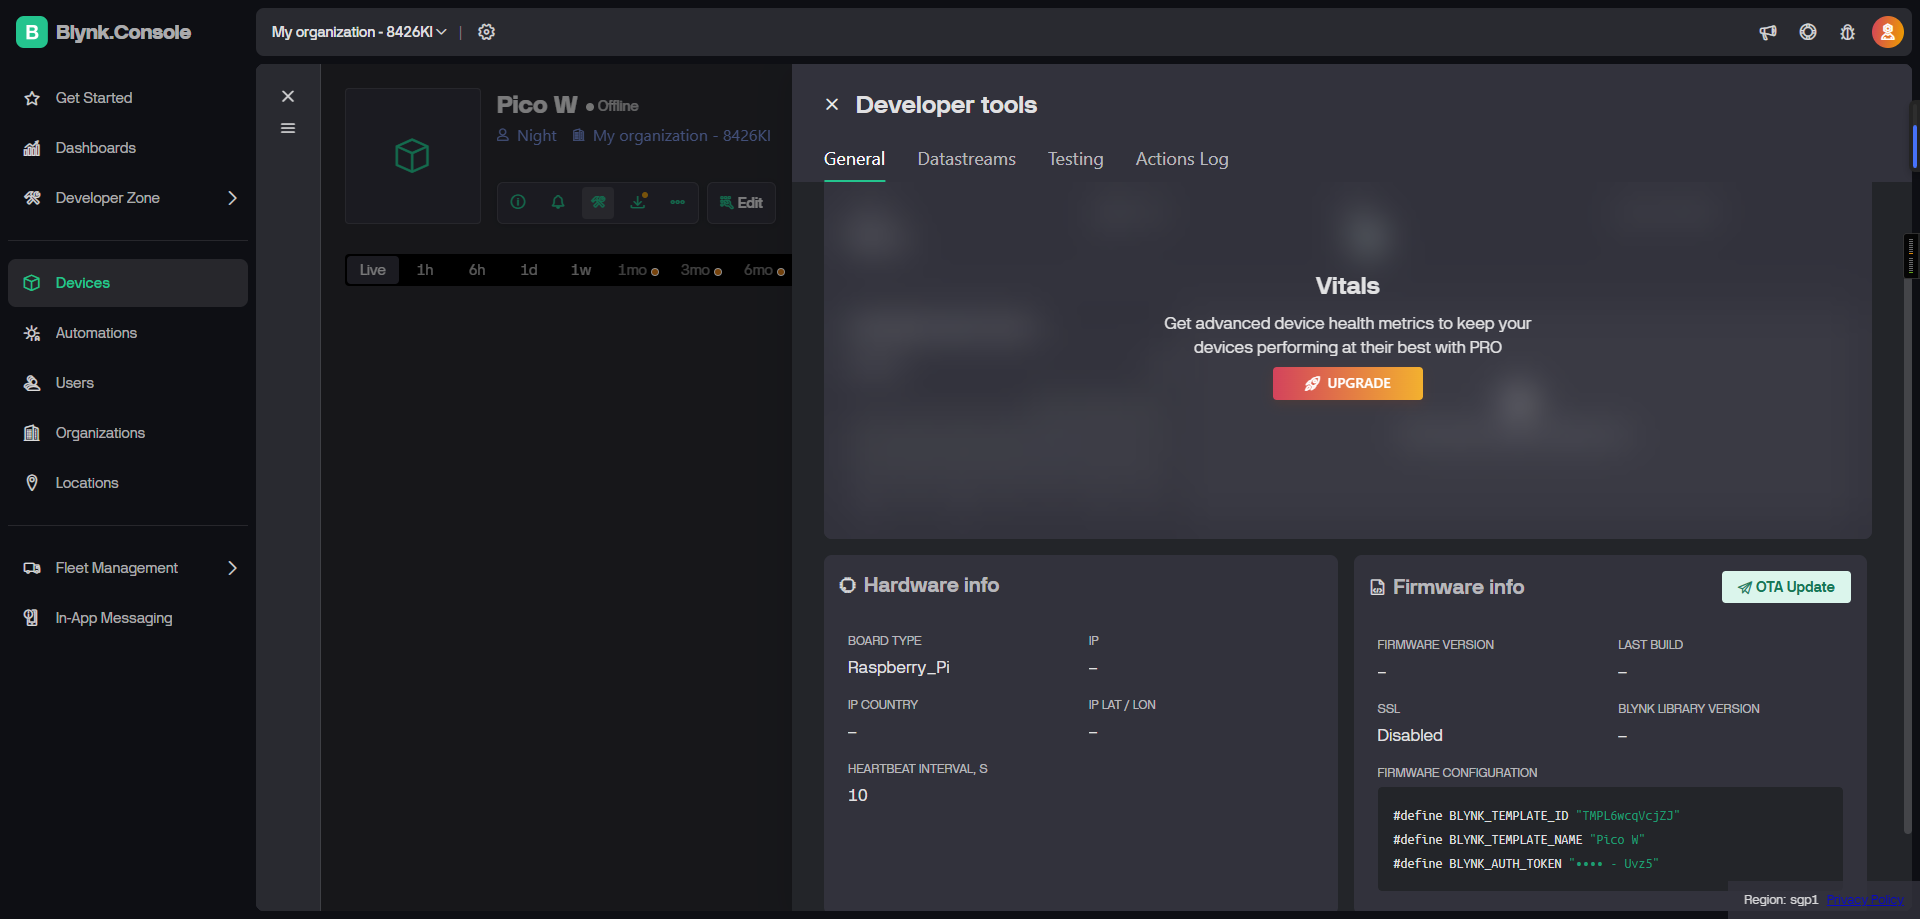 B Blynk.Console
My organization - 8426KI
Get Started
Dashboards
Developer Zone
Devices
Automations
Users
Organizations
Locations
Fleet Management
In-App Messaging
Pico W Offline
Night My organization - 8426KI
Edit
Live 1h 6h 1d 1w 1mo 3mo 6mo
Developer tools
General Datastreams Testing Actions Log
Vitals
Get advanced device health metrics to keep your
devices performing at their best with PRO
UPGRADE
Hardware info
BOARD TYPE IP
Raspberry_Pi –
IP COUNTRY IP LAT / LON
– –
HEARTBEAT INTERVAL, S
10
Firmware info
OTA Update
FIRMWARE VERSION LAST BUILD
– –
SSL BLYNK LIBRARY VERSION
Disabled –
FIRMWARE CONFIGURATION
#define BLYNK_TEMPLATE_ID "TMPL6wcqVcjZJ"
#define BLYNK_TEMPLATE_NAME "Pico W"
#define BLYNK_AUTH_TOKEN "•••• - Uvz5"
Region: sgp1 Privacy Policy